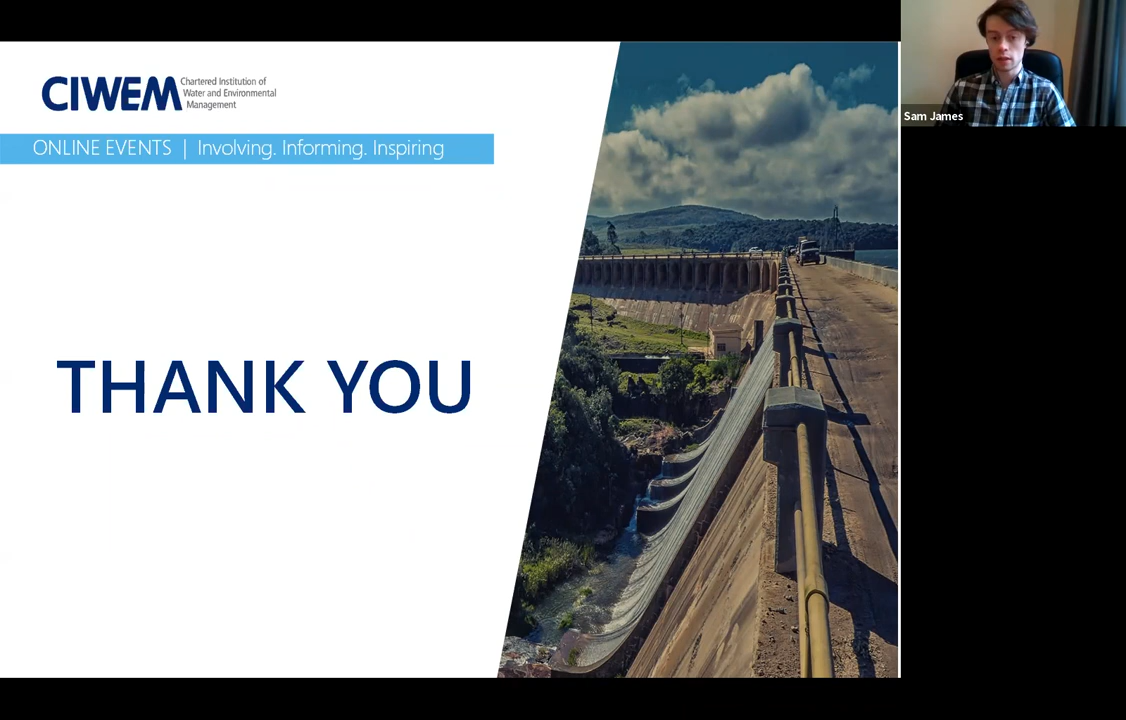 CIWEM
Chartered Institution of
Water and Environmental
Management
ONLINE EVENTS | Involving. Informing. Inspiring
THANK YOU
Sam James